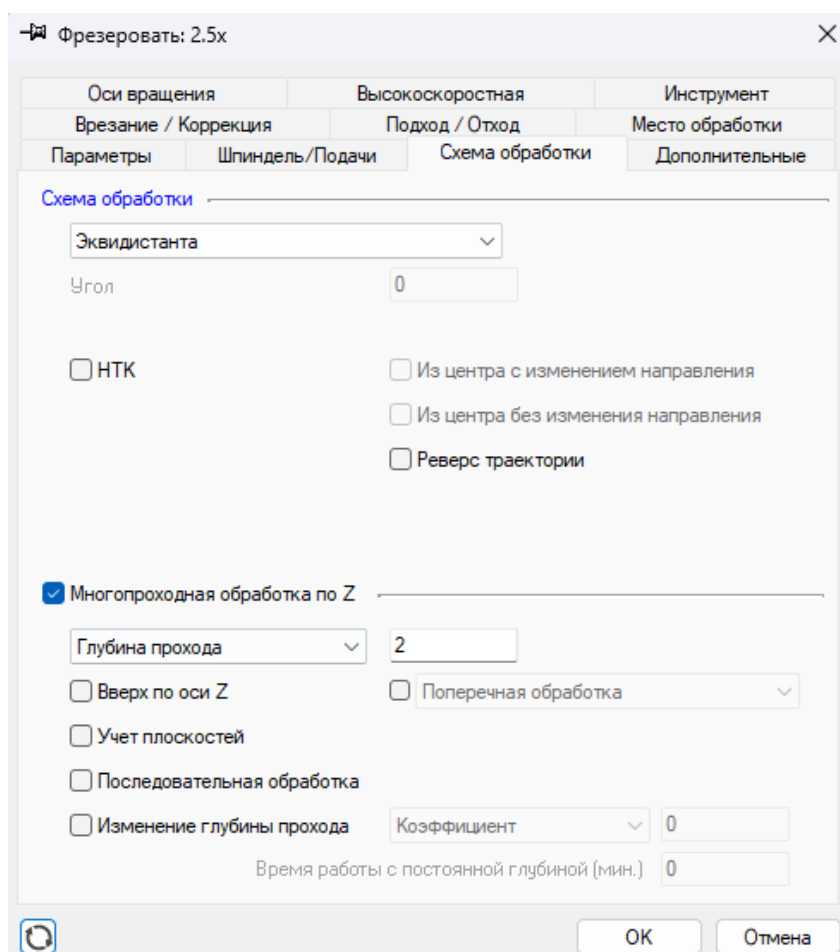 Фрезеровать: 2.5x
Оси вращения Высокоскоростная Инструмент
Врезание / Коррекция Подход / Отход Место обработки
Параметры Шпиндель/Подачи Схема обработки Дополнительные
Схема обработки
Эквидистанта
Угол 0
НТК Из центра с изменением направления
Из центра без изменения направления
Реверс траектории
Многопроходная обработка по Z
Глубина прохода 2
Вверх по оси Z Поперечная обработка
Учет плоскостей
Последовательная обработка
Изменение глубины прохода Коэффициент 0
Время работы с постоянной глубиной (мин.) 0
ОК Отмена